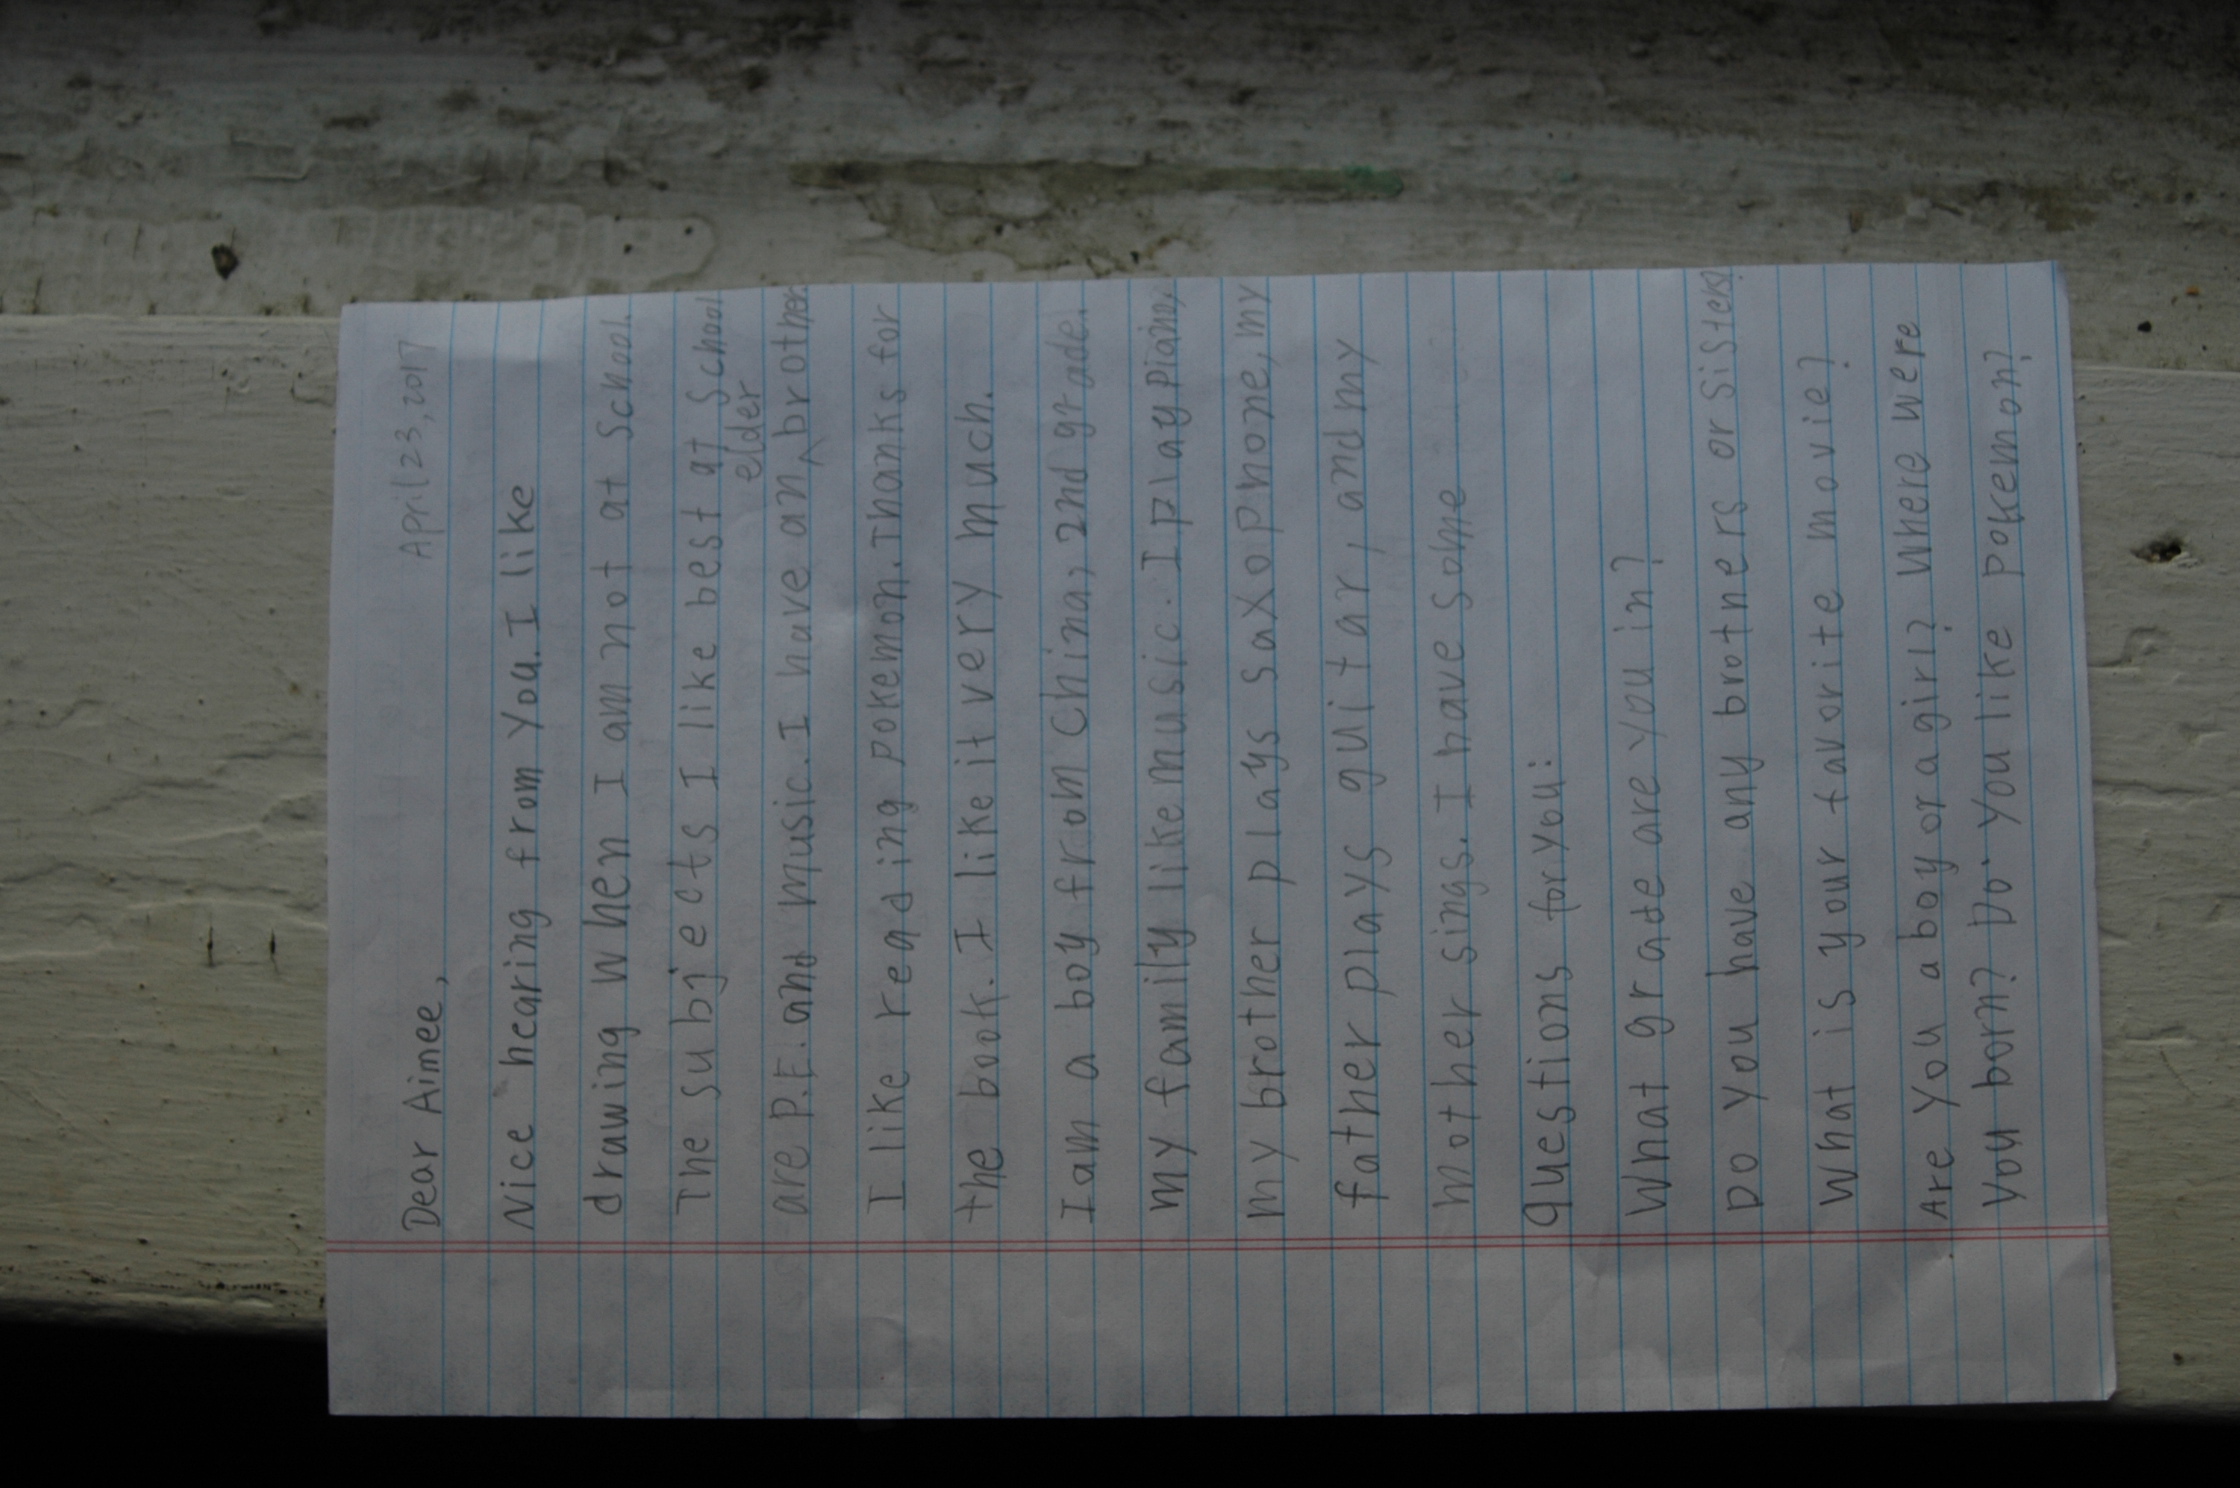 April 23, 2017
Dear Aimee,
Nice hearing from you. I like
drawing when I am not at school.
The subjects I like best at school
are P.E. and music. I have an elder brother.
I like reading pokemon. Thanks for
the book. I like it very much.
I am a boy from China, 2nd grade.
My family like music. I play piano,
my brother plays saxophone, my
father plays guitar, and my
mother sings. I have some
questions for you:
What grade are you in?
Do you have any brothers or sisters?
What is your favorite movie?
Are you a boy or a girl? Where were
you born? Do you like pokemon?